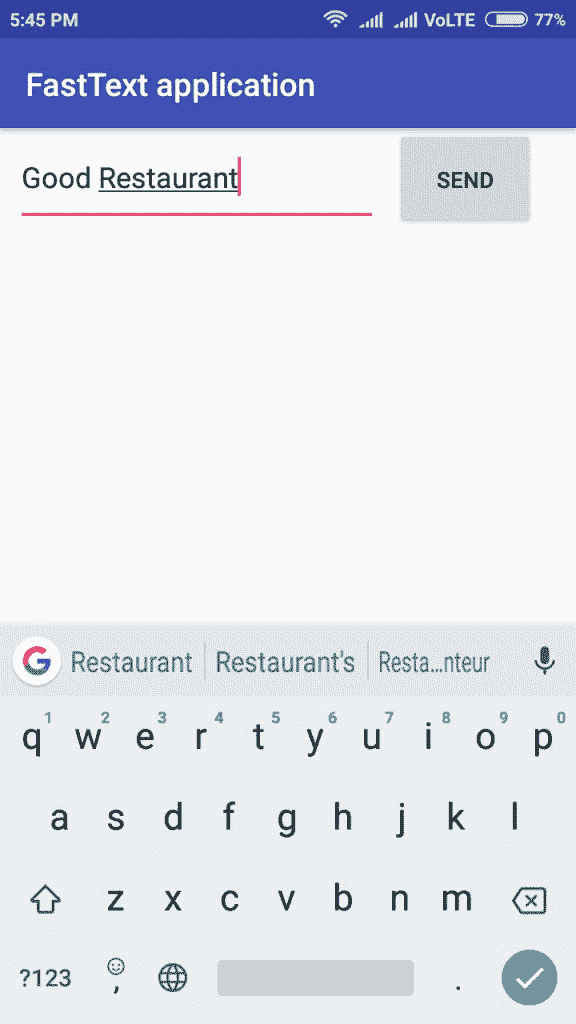 5:45 PM VoLTE 77%
FastText application
Good Restaurant SEND
G Restaurant Restaurant's Resta...nteur
1 2 3 4 5 6 7 8 9 0
q w e r t y u i o p
a s d f g h j k l
z x c v b n m
?123 , .